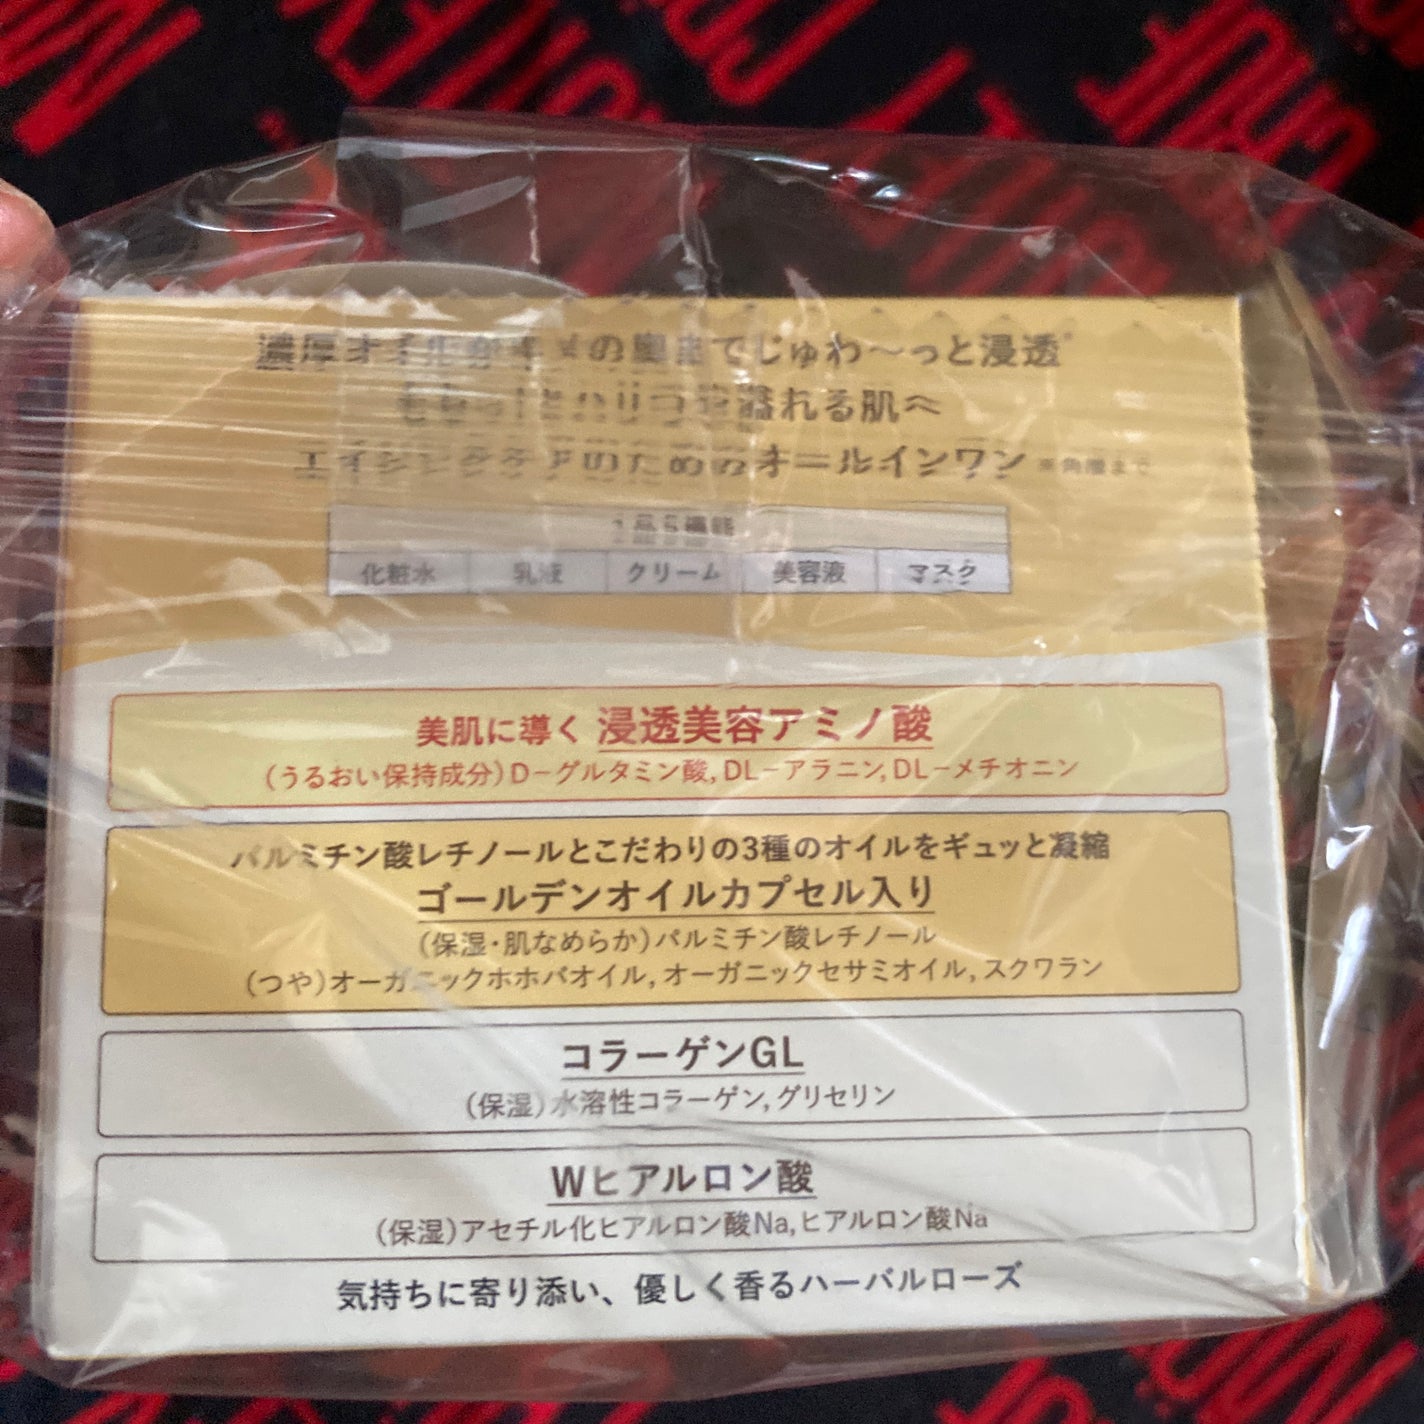 濃厚オイルがキメの奥までじゅわ〜っと浸透*
もちっとハリつや溢れる肌へ
エイジングケアのためのオールインワン ※角層まで
1品5機能
化粧水 乳液 クリーム 美容液 マスク
美肌に導く 浸透美容アミノ酸
(うるおい保持成分)D−グルタミン酸,DL−アラニン,DL−メチオニン
パルミチン酸レチノールとこだわりの3種のオイルをギュッと凝縮
ゴールデンオイルカプセル入り
(保湿・肌なめらか)パルミチン酸レチノール
(つや)オーガニックホホバオイル,オーガニックセサミオイル,スクワラン
コラーゲンGL
(保湿)水溶性コラーゲン,グリセリン
Wヒアルロン酸
(保湿)アセチル化ヒアルロン酸Na,ヒアルロン酸Na
気持ちに寄り添い、優しく香るハーバルローズ